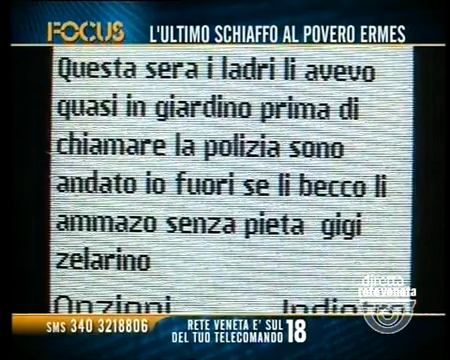 FOCUS L'ULTIMO SCHIAFFO AL POVERO ERMES
Questa sera i ladri li avevo
quasi in giardino prima di
chiamare la polizia sono
andato io fuori se li becco li
ammazo senza pieta gigi
zelarino
Opzioni Indietro
diretta
reteveneta
SMS 340 3218806
RETE VENETA E' SUL
DEL TUO TELECOMANDO 18